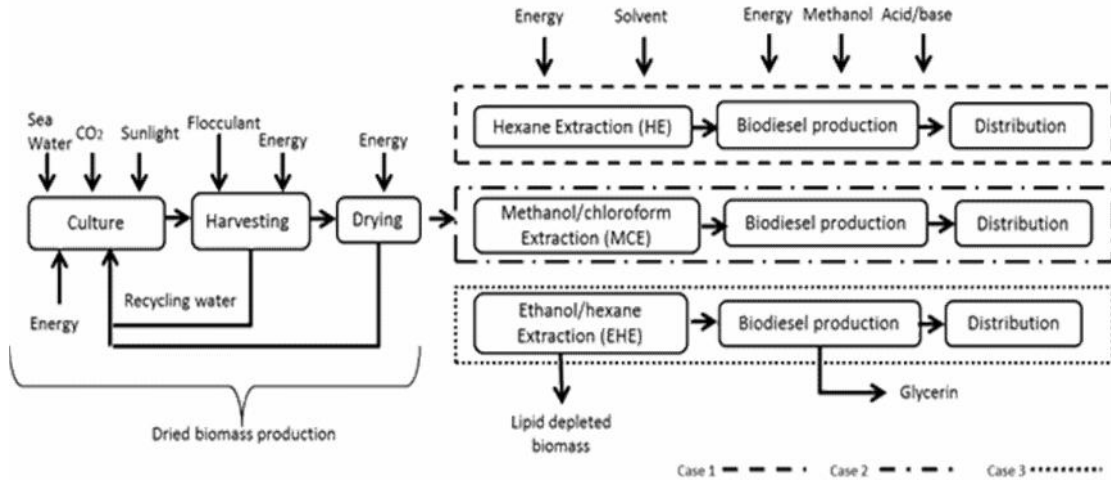 Energy
Solvent
Energy
Methanol
Acid/base
Hexane Extraction (HE)
Biodiesel production
Distribution
Sea
Water
CO₂
Sunlight
Flocculant
Energy
Energy
Culture
Harvesting
Drying
Methanol/chloroform
Extraction (MCE)
Biodiesel production
Distribution
Recycling water
Energy
Ethanol/hexane
Extraction (EHE)
Biodiesel production
Distribution
Glycerin
Lipid depleted
biomass
Dried biomass production
Case 1
Case 2
Case 3